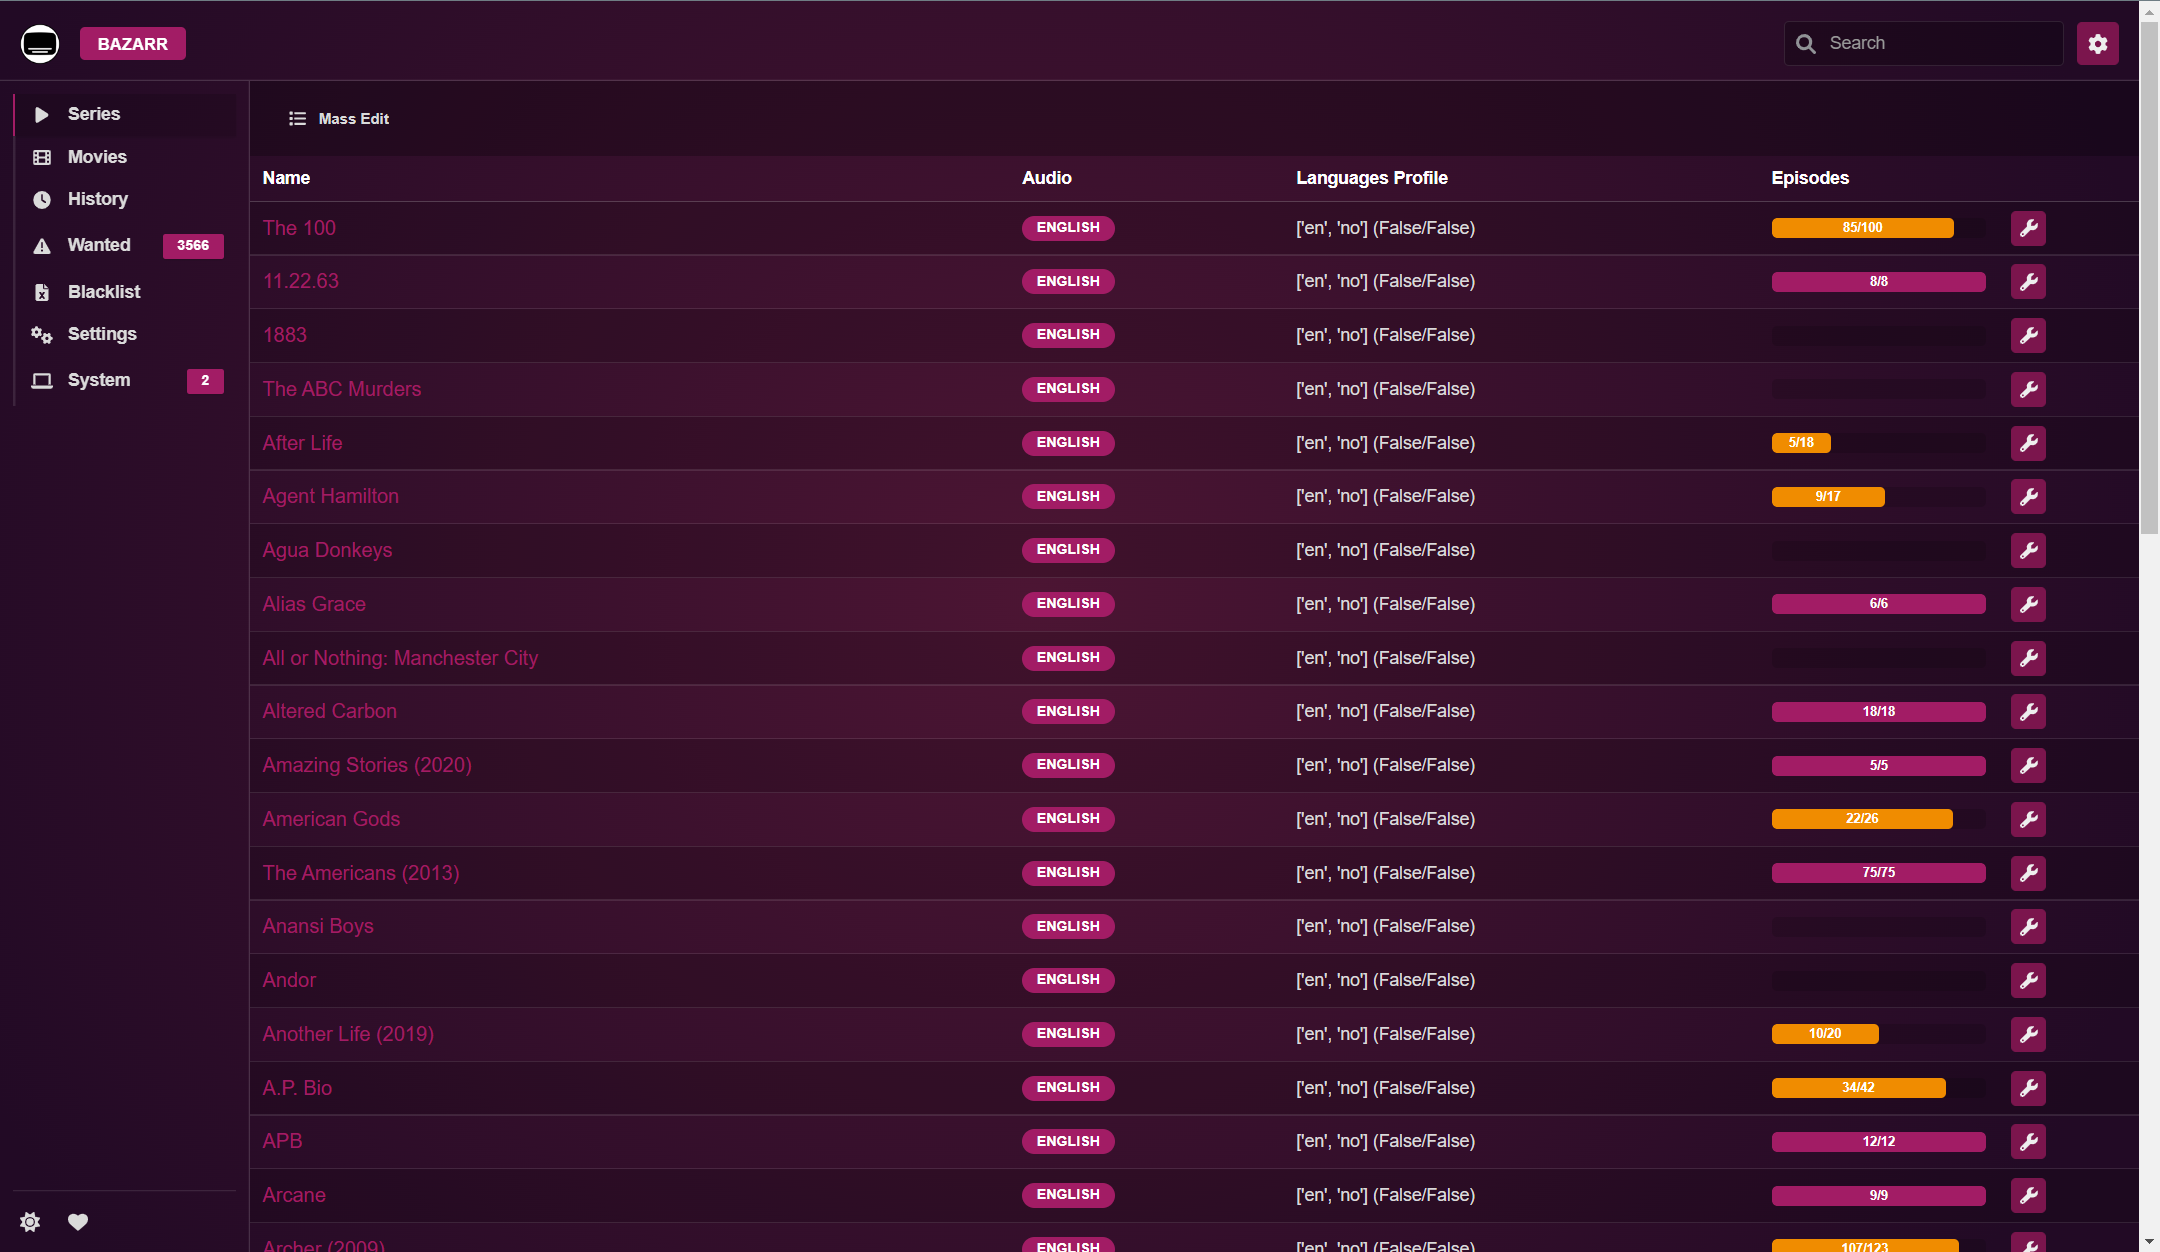 BAZARR
Search
Series
Movies
History
Wanted 3566
Blacklist
Settings
System 2
Mass Edit
Name Audio Languages Profile Episodes
The 100 ENGLISH ['en', 'no'] (False/False) 85/100
11.22.63 ENGLISH ['en', 'no'] (False/False) 8/8
1883 ENGLISH ['en', 'no'] (False/False)
The ABC Murders ENGLISH ['en', 'no'] (False/False)
After Life ENGLISH ['en', 'no'] (False/False) 5/18
Agent Hamilton ENGLISH ['en', 'no'] (False/False) 9/17
Agua Donkeys ENGLISH ['en', 'no'] (False/False)
Alias Grace ENGLISH ['en', 'no'] (False/False) 6/6
All or Nothing: Manchester City ENGLISH ['en', 'no'] (False/False)
Altered Carbon ENGLISH ['en', 'no'] (False/False) 18/18
Amazing Stories (2020) ENGLISH ['en', 'no'] (False/False) 5/5
American Gods ENGLISH ['en', 'no'] (False/False) 22/26
The Americans (2013) ENGLISH ['en', 'no'] (False/False) 75/75
Anansi Boys ENGLISH ['en', 'no'] (False/False)
Andor ENGLISH ['en', 'no'] (False/False)
Another Life (2019) ENGLISH ['en', 'no'] (False/False) 10/20
A.P. Bio ENGLISH ['en', 'no'] (False/False) 34/42
APB ENGLISH ['en', 'no'] (False/False) 12/12
Arcane ENGLISH ['en', 'no'] (False/False) 9/9
Archer (2009) ENGLISH ['en', 'no'] (False/False) 107/123